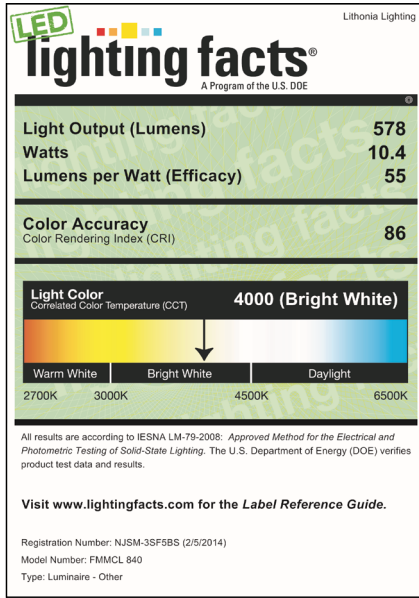 Lithonia Lighting
LED
lighting facts®
A Program of the U.S. DOE
Light Output (Lumens) 578
Watts 10.4
Lumens per Watt (Efficacy) 55
Color Accuracy
Color Rendering Index (CRI) 86
Light Color
Correlated Color Temperature (CCT) 4000 (Bright White)
Warm White Bright White Daylight
2700K 3000K 4500K 6500K
All results are according to IESNA LM-79-2008: Approved Method for the Electrical and
Photometric Testing of Solid-State Lighting. The U.S. Department of Energy (DOE) verifies
product test data and results.
Visit www.lightingfacts.com for the Label Reference Guide.
Registration Number: NJSM-3SF5BS (2/5/2014)
Model Number: FMMCL 840
Type: Luminaire - Other